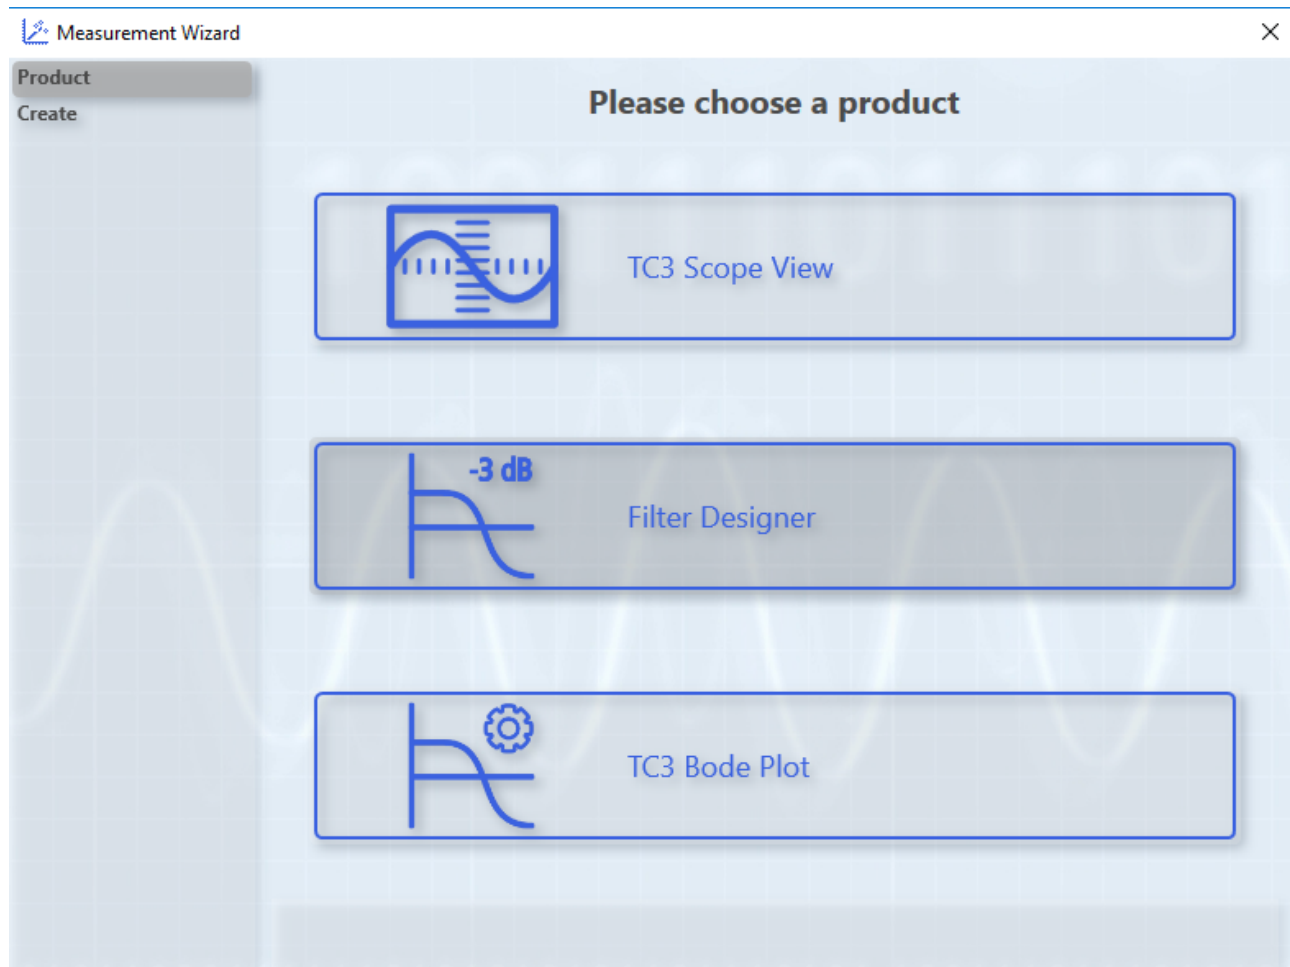 Measurement Wizard
Product
Create
Please choose a product
TC3 Scope View
-3 dB
Filter Designer
TC3 Bode Plot